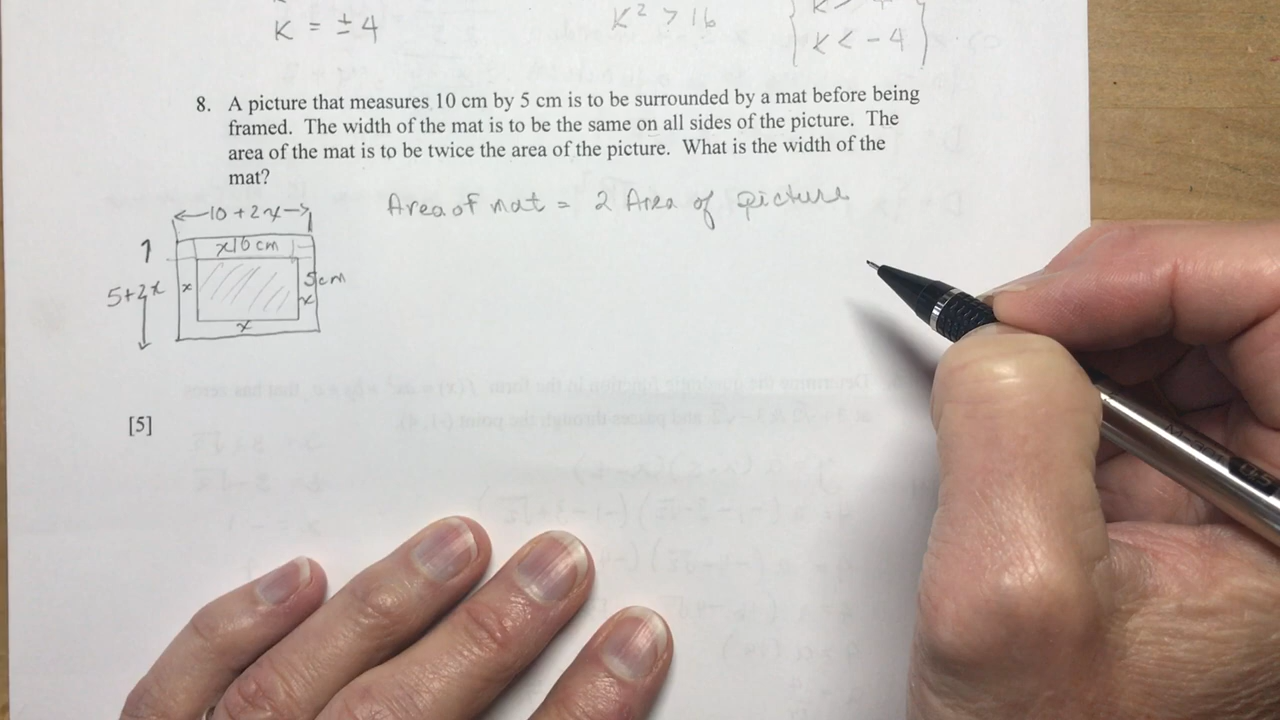 K = ± 4
K² > 16
K < - 4
8. A picture that measures 10 cm by 5 cm is to be surrounded by a mat before being
framed. The width of the mat is to be the same on all sides of the picture. The
area of the mat is to be twice the area of the picture. What is the width of the
mat?
Area of mat = 2 Area of picture
10 + 2x
x 10 cm
5 + 2x
x
5 cm
x
x
[5]